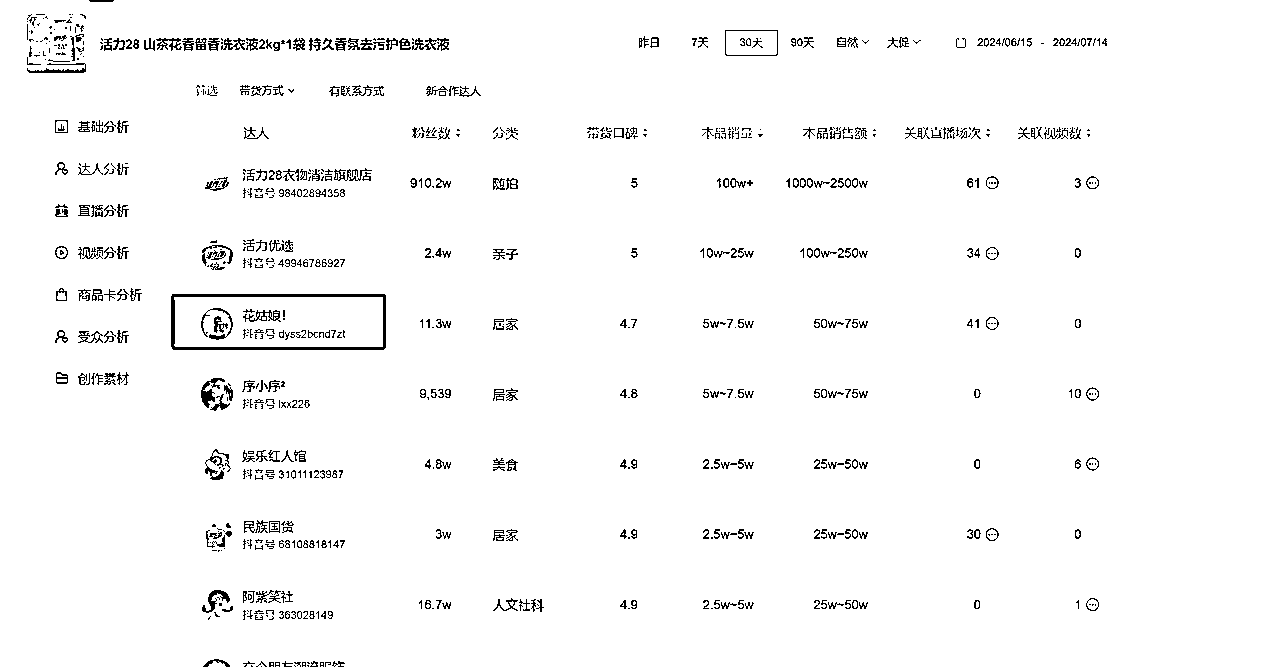 活力28 山茶花香留香洗衣液2kg*1袋 持久香氛去污护色洗衣液
昨日 7天 30天 90天 自然 大促 2024/06/15 - 2024/07/14
筛选 带货方式 有联系方式 新合作达人
基础分析
达人分析
直播分析
视频分析
商品卡分析
受众分析
创作素材
达人 粉丝数 分类 带货口碑 本品销量 本品销售额 关联直播场次 关联视频数
活力28衣物清洁旗舰店 910.2w 随拍 5 100w+ 1000w~2500w 61 3
抖音号 98402894358
活力优选 2.4w 亲子 5 10w~25w 100w~250w 34 0
抖音号 49946786927
花姑娘! 11.3w 居家 4.7 5w~7.5w 50w~75w 41 0
抖音号 dyss2bcnd7zt
序小序² 9,539 居家 4.8 5w~7.5w 50w~75w 0 10
抖音号 lxx226
娱乐红人馆 4.8w 美食 4.9 2.5w~5w 25w~50w 0 6
抖音号 31011123987
民族国货 3w 居家 4.9 2.5w~5w 25w~50w 30 0
抖音号 68108818147
阿紫笑社 16.7w 人文社科 4.9 2.5w~5w 25w~50w 0 1
抖音号 363028149